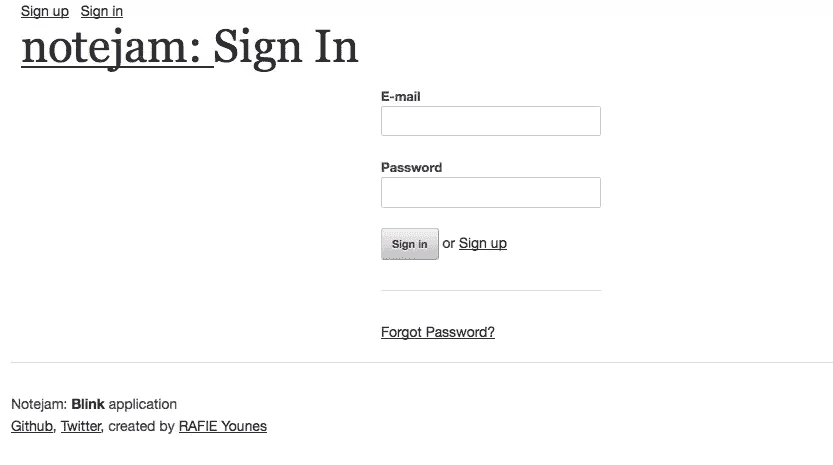 Sign up Sign in
notejam: Sign In
E-mail
Password
Sign in or Sign up
Forgot Password?
Notejam: Blink application
Github, Twitter, created by RAFIE Younes